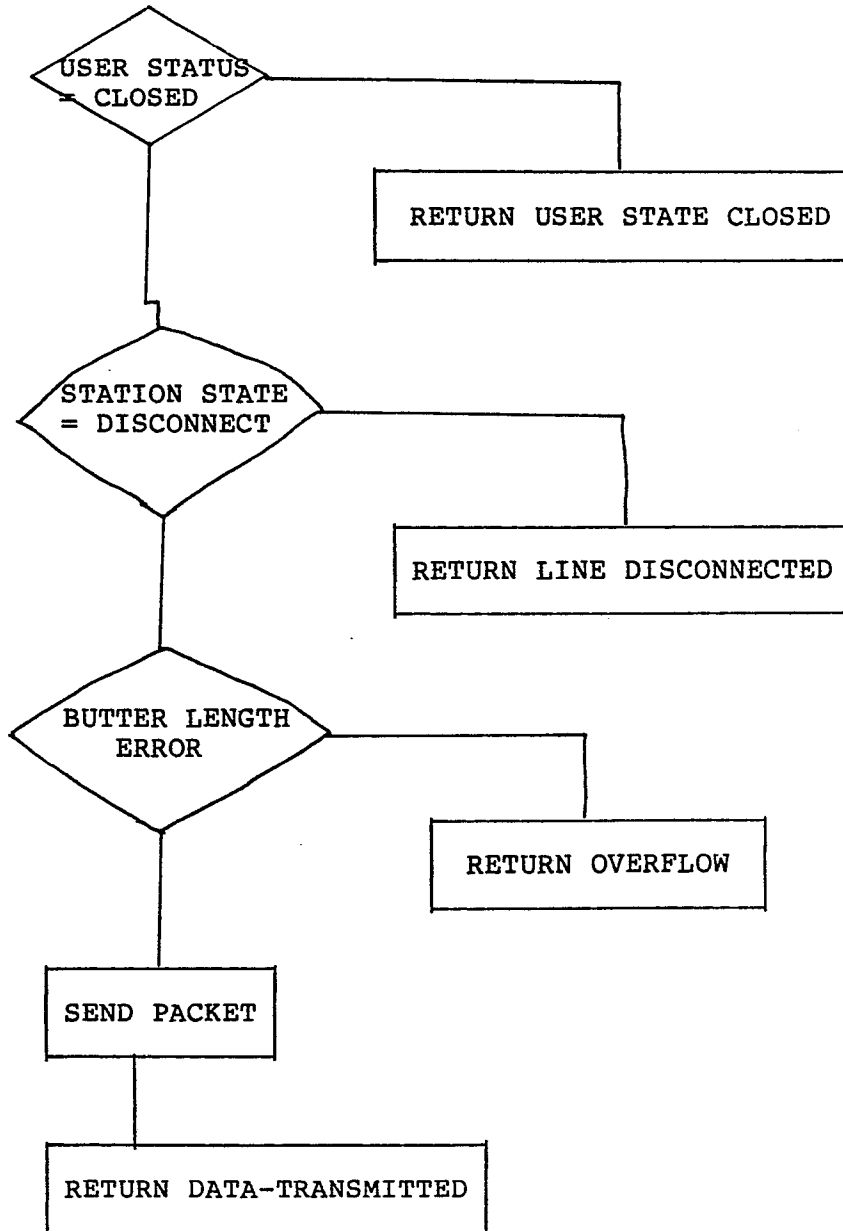 USER STATUS
= CLOSED
RETURN USER STATE CLOSED
STATION STATE
= DISCONNECT
RETURN LINE DISCONNECTED
BUTTER LENGTH
ERROR
RETURN OVERFLOW
SEND PACKET
RETURN DATA-TRANSMITTED